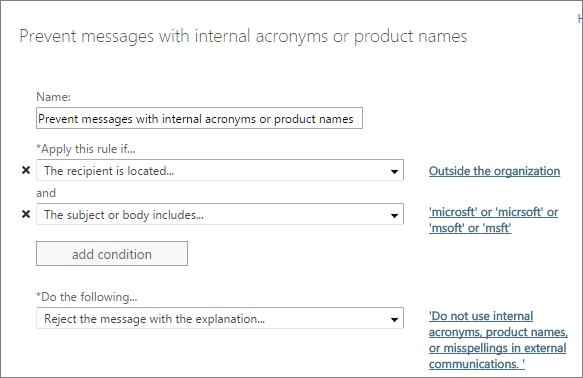 H
Prevent messages with internal acronyms or product names
Name:
Prevent messages with internal acronyms or product names
*Apply this rule if...
The recipient is located...
Outside the organization
and
The subject or body includes...
'microsft' or 'micrsoft' or
'msoft' or 'msft'
add condition
*Do the following...
Reject the message with the explanation...
'Do not use internal
acronyms, product names,
or misspellings in external
communications. '